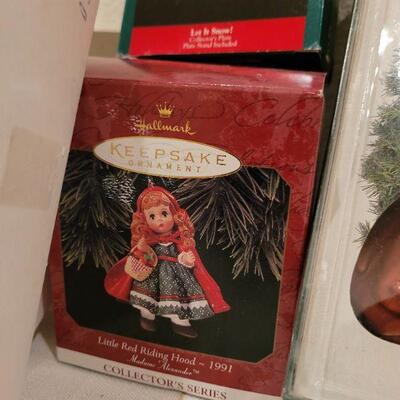 Let It Snow!
Collector's Plate
Plate Stand Included
Hallmark
KEEPSAKE
ORNAMENT
Little Red Riding Hood ~ 1991
Madame Alexander
COLLECTOR'S SERIES